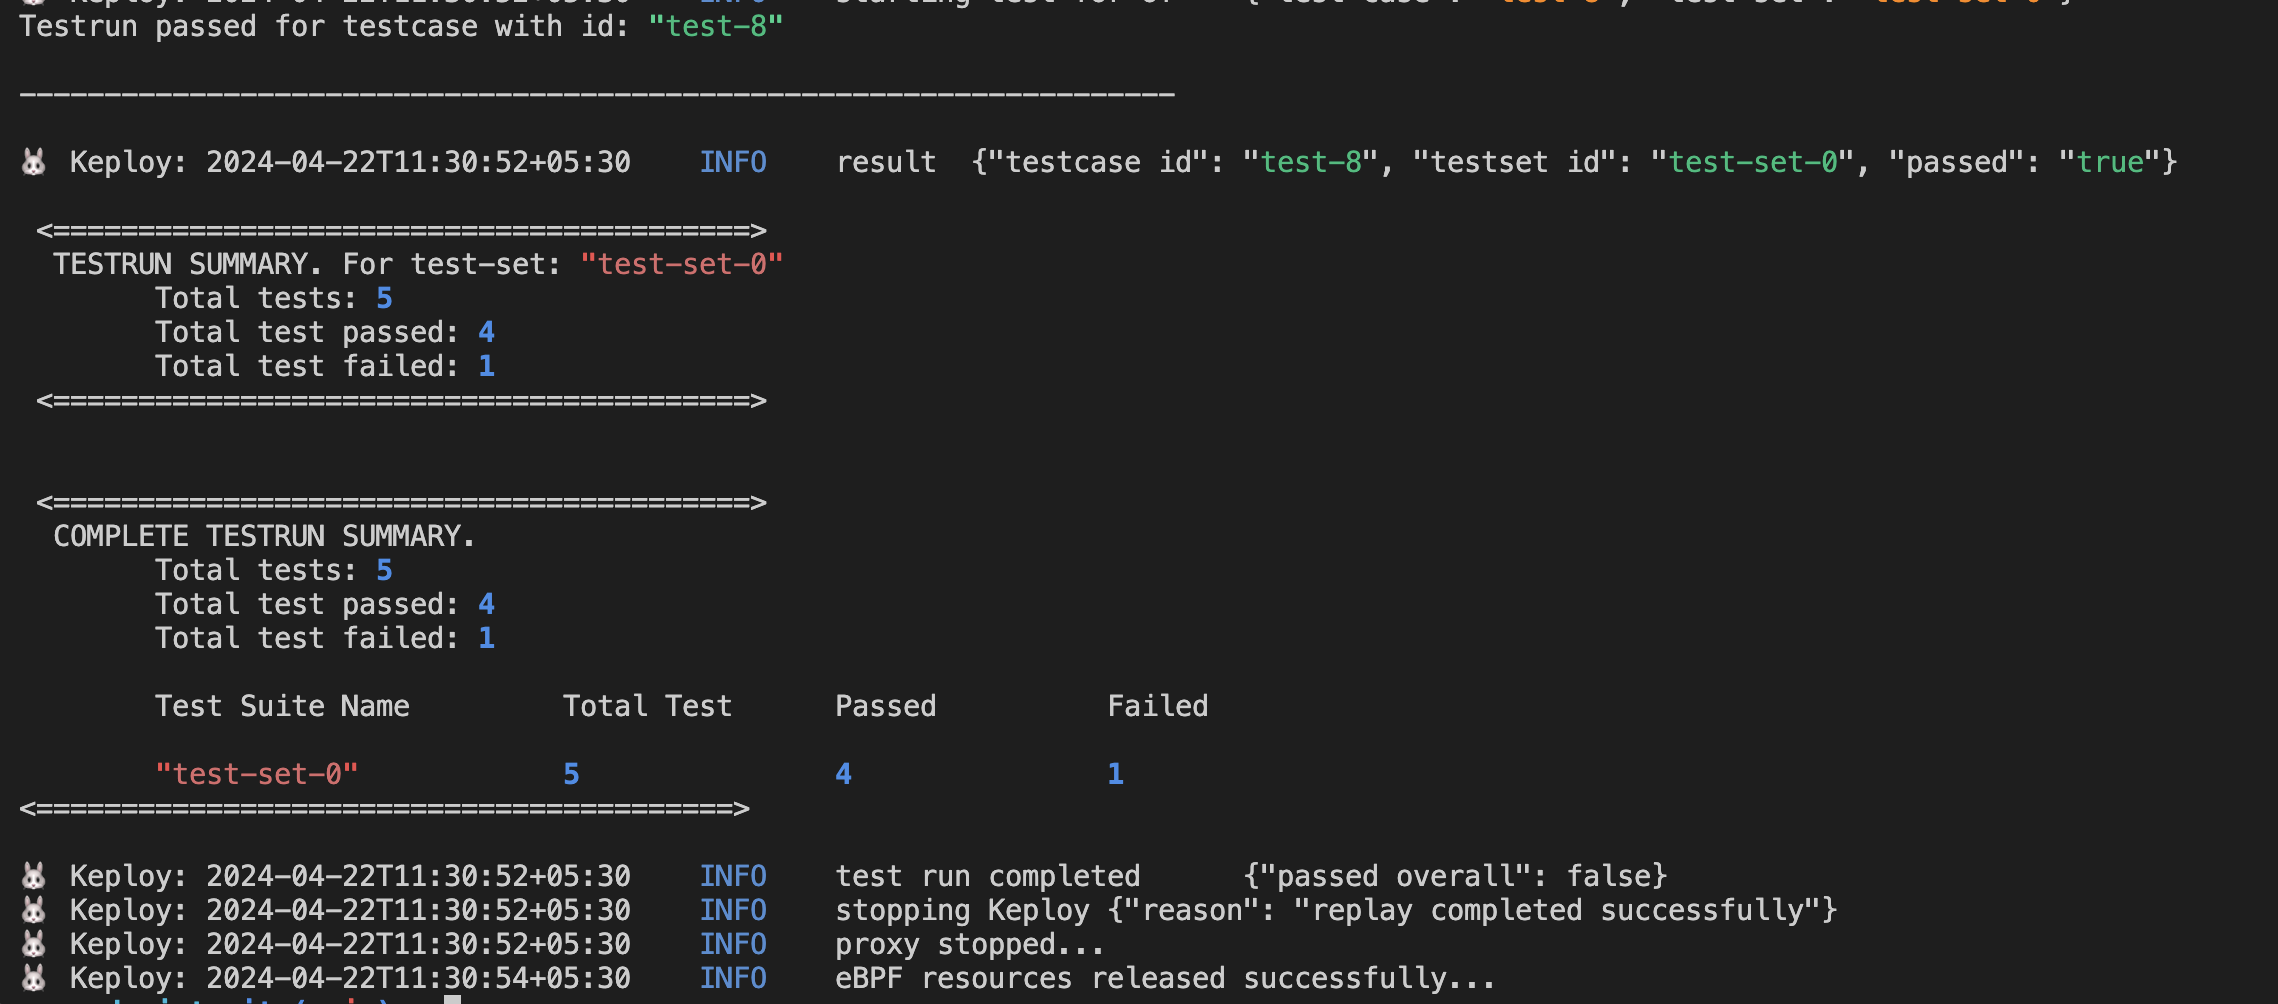 Testrun passed for testcase with id: "test-8"
--------------------------------------------------------------------
🐰 Keploy: 2024-04-22T11:30:52+05:30 INFO result {"testcase id": "test-8", "testset id": "test-set-0", "passed": "true"}
<=========================================>
TESTRUN SUMMARY. For test-set: "test-set-0"
Total tests: 5
Total test passed: 4
Total test failed: 1
<=========================================>
<=========================================>
COMPLETE TESTRUN SUMMARY.
Total tests: 5
Total test passed: 4
Total test failed: 1
Test Suite Name Total Test Passed Failed
"test-set-0" 5 4 1
<=========================================>
🐰 Keploy: 2024-04-22T11:30:52+05:30 INFO test run completed {"passed overall": false}
🐰 Keploy: 2024-04-22T11:30:52+05:30 INFO stopping Keploy {"reason": "replay completed successfully"}
🐰 Keploy: 2024-04-22T11:30:52+05:30 INFO proxy stopped...
🐰 Keploy: 2024-04-22T11:30:54+05:30 INFO eBPF resources released successfully...